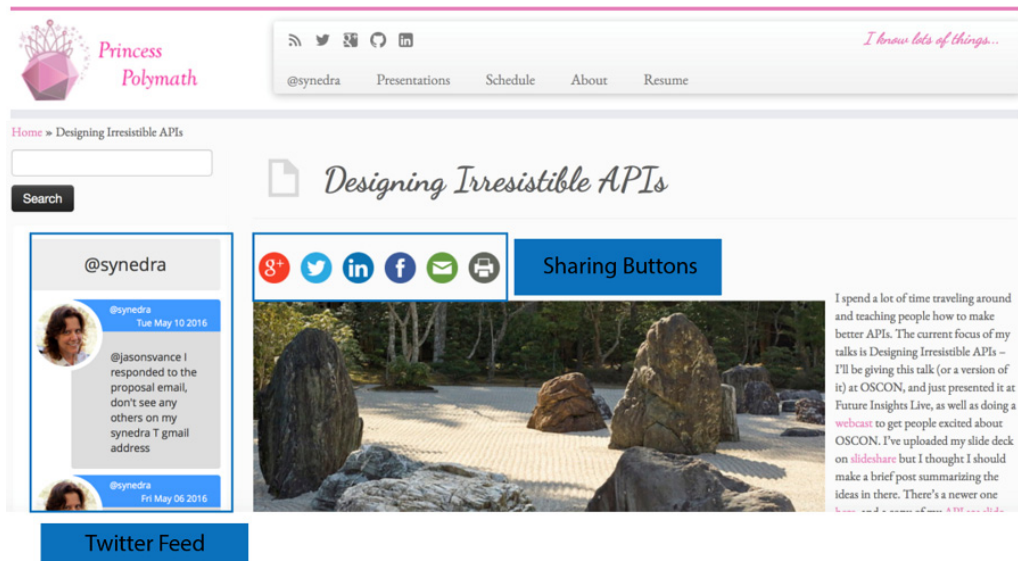 Princess
Polymath
I know lots of things...
@synedra Presentations Schedule About Resume
Home » Designing Irresistible APIs
Search
Designing Irresistible APIs
@synedra
@synedra
Tue May 10 2016
@jasonsvance I
responded to the
proposal email,
don't see any
others on my
synedra T gmail
address
@synedra
Fri May 06 2016
Twitter Feed
g+
in
f
Sharing Buttons
I spend a lot of time traveling around
and teaching people how to make
better APIs. The current focus of my
talks is Designing Irresistible APIs –
I'll be giving this talk (or a version of
it) at OSCON, and just presented it at
Future Insights Live, as well as doing a
webcast to get people excited about
OSCON. I've uploaded my slide deck
on slideshare but I thought I should
make a brief post summarizing the
ideas in there. There's a newer one